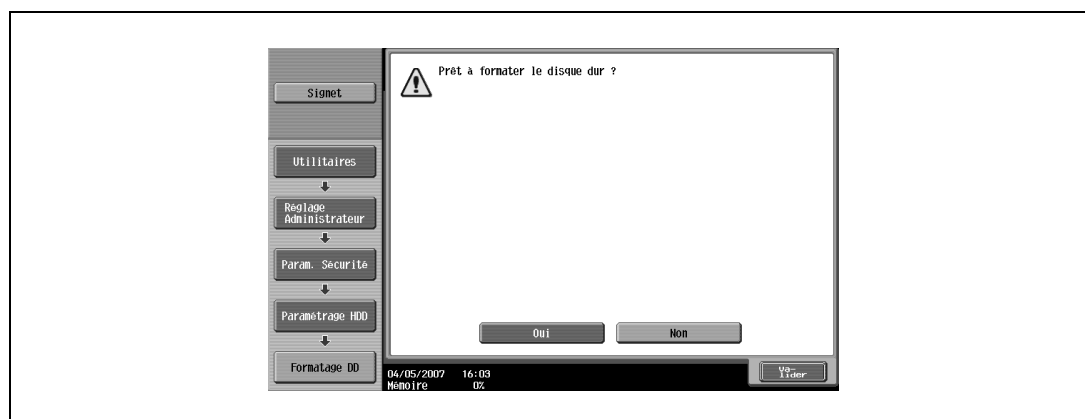 Signet
Utilitaires
Réglage
Administrateur
Param. Sécurité
Paramétrage HDD
Formatage DD
Prêt à formater le disque dur ?
Oui
Non
04/05/2007 16:03
Mémoire 0%
Va-
lider